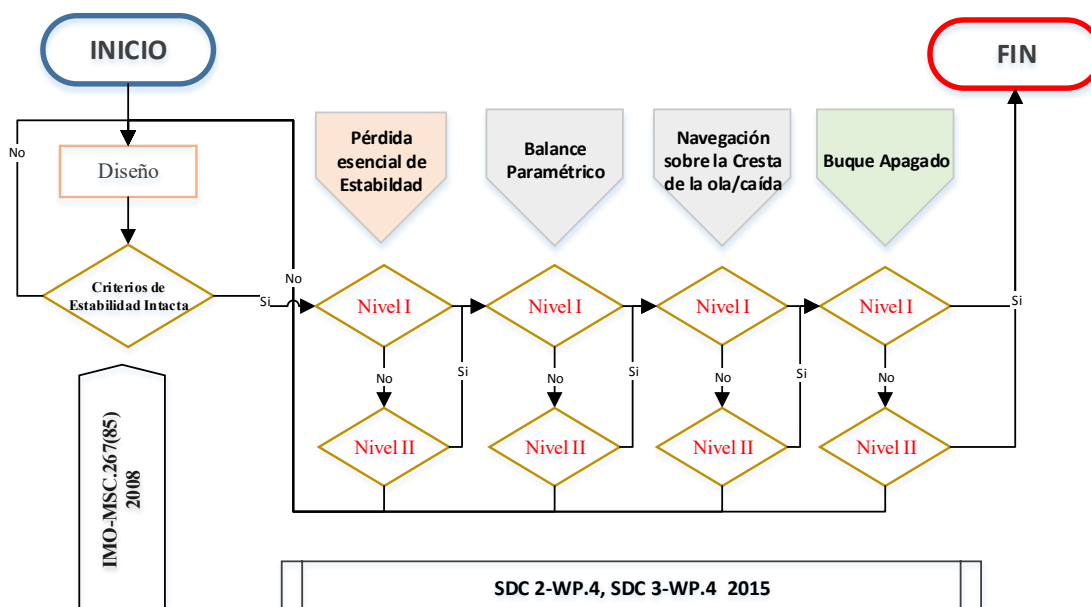 INICIO
FIN
No
Diseño
Pérdida
esencial de
Estabildad
Balance
Paramétrico
Navegación
sobre la Cresta
de la ola/caída
Buque Apagado
Criterios de
Estabilidad Intacta
Si
No
Nivel I
Nivel I
Nivel I
Nivel I
Si
No
Si
No
Si
No
Si
No
Nivel II
Nivel II
Nivel II
Nivel II
IMO-MSC.267(85)
2008
SDC 2-WP.4, SDC 3-WP.4 2015